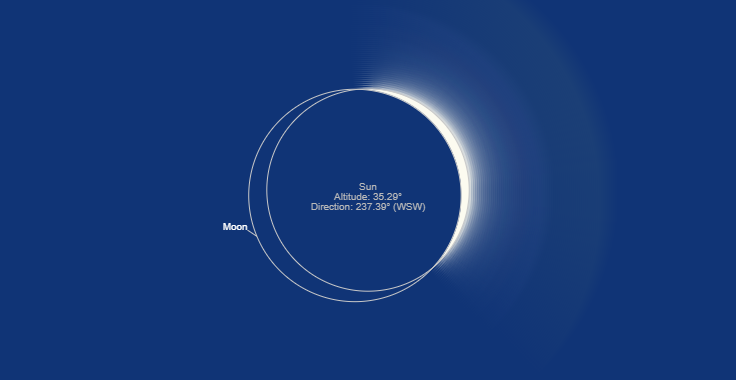 Sun
Altitude: 35.29°
Direction: 237.39° (WSW)
Moon